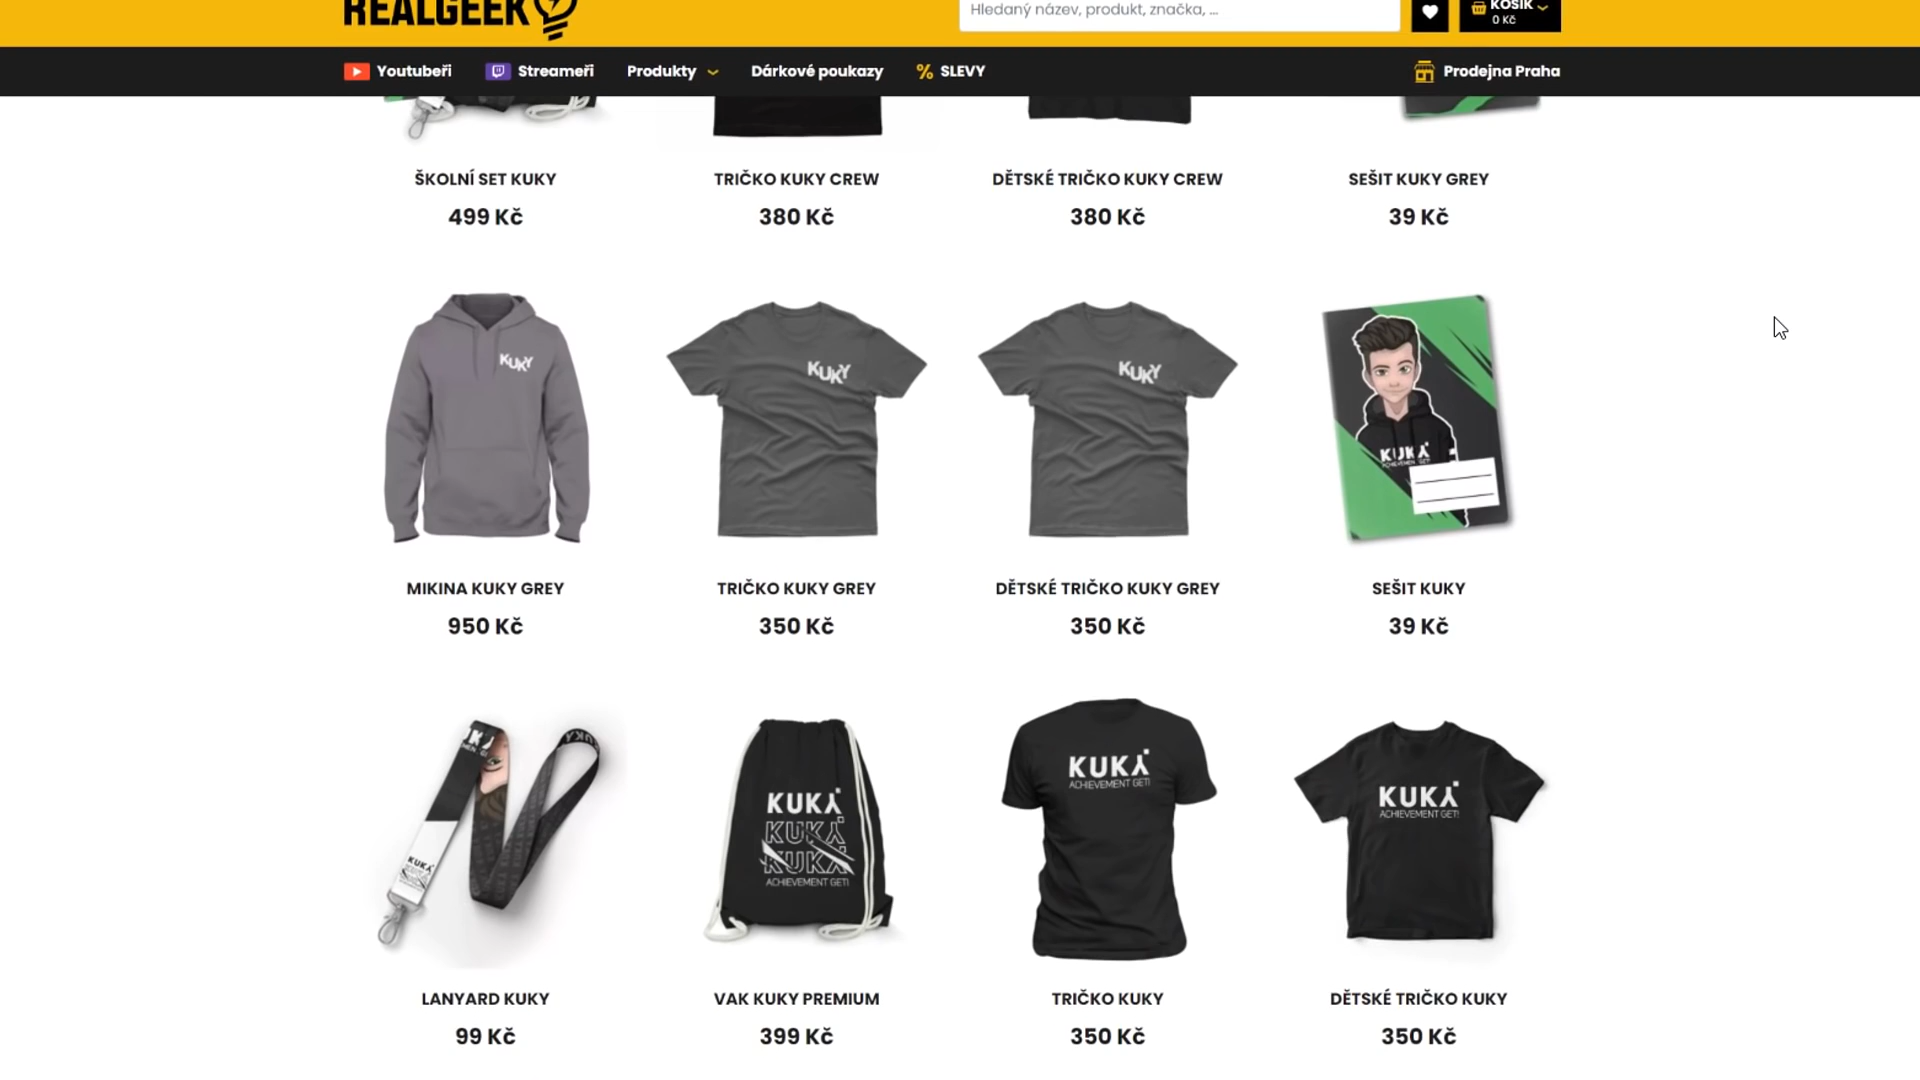 REALGEEK
Hledaný název, produkt, značka, ...
KOŠÍK
0 Kč
Youtubeři
Streameři
Produkty
Dárkové poukazy
% SLEVY
Prodejna Praha
ŠKOLNÍ SET KUKY
TRIČKO KUKY CREW
DĚTSKÉ TRIČKO KUKY CREW
SEŠIT KUKY GREY
499 Kč
380 Kč
380 Kč
39 Kč
KUKY
KUKY
KUKY
KUKY
MIKINA KUKY GREY
TRIČKO KUKY GREY
DĚTSKÉ TRIČKO KUKY GREY
SEŠIT KUKY
950 Kč
350 Kč
350 Kč
39 Kč
KUKY
KUKY
KUKY
KUKY
ACHIEVEMENT GET!
KUKY
ACHIEVEMENT GET!
KUKY
ACHIEVEMENT GET!
LANYARD KUKY
VAK KUKY PREMIUM
TRIČKO KUKY
DĚTSKÉ TRIČKO KUKY
99 Kč
399 Kč
350 Kč
350 Kč